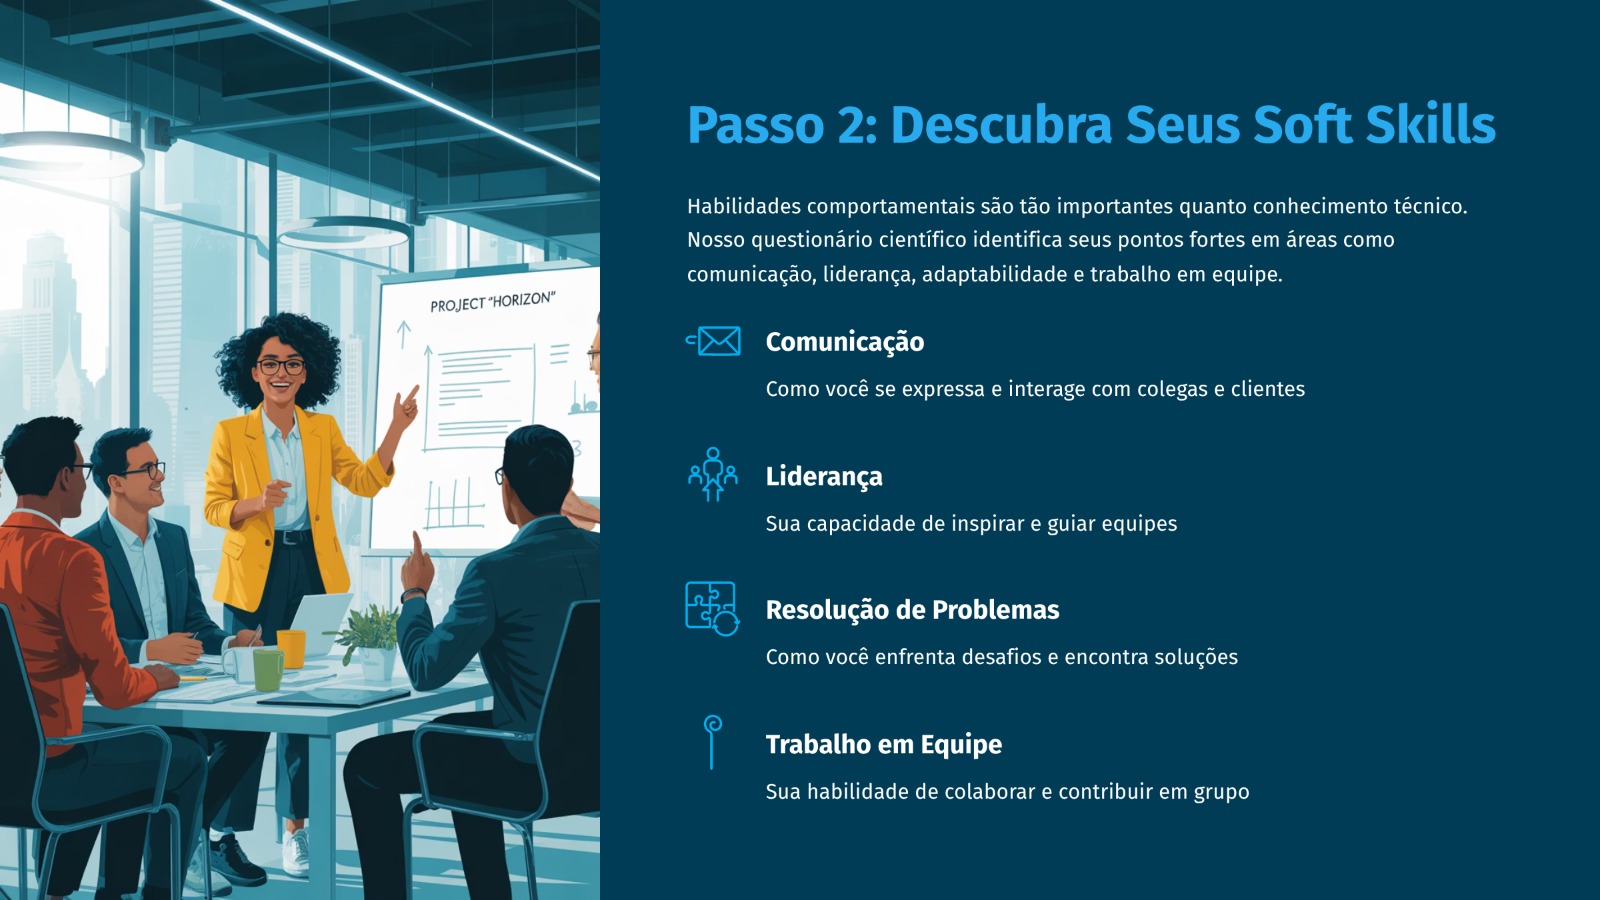 PROJECT "HORIZON"
Passo 2: Descubra Seus Soft Skills
Habilidades comportamentais são tão importantes quanto conhecimento técnico.
Nosso questionário científico identifica seus pontos fortes em áreas como
comunicação, liderança, adaptabilidade e trabalho em equipe.
Comunicação
Como você se expressa e interage com colegas e clientes
Liderança
Sua capacidade de inspirar e guiar equipes
Resolução de Problemas
Como você enfrenta desafios e encontra soluções
Trabalho em Equipe
Sua habilidade de colaborar e contribuir em grupo